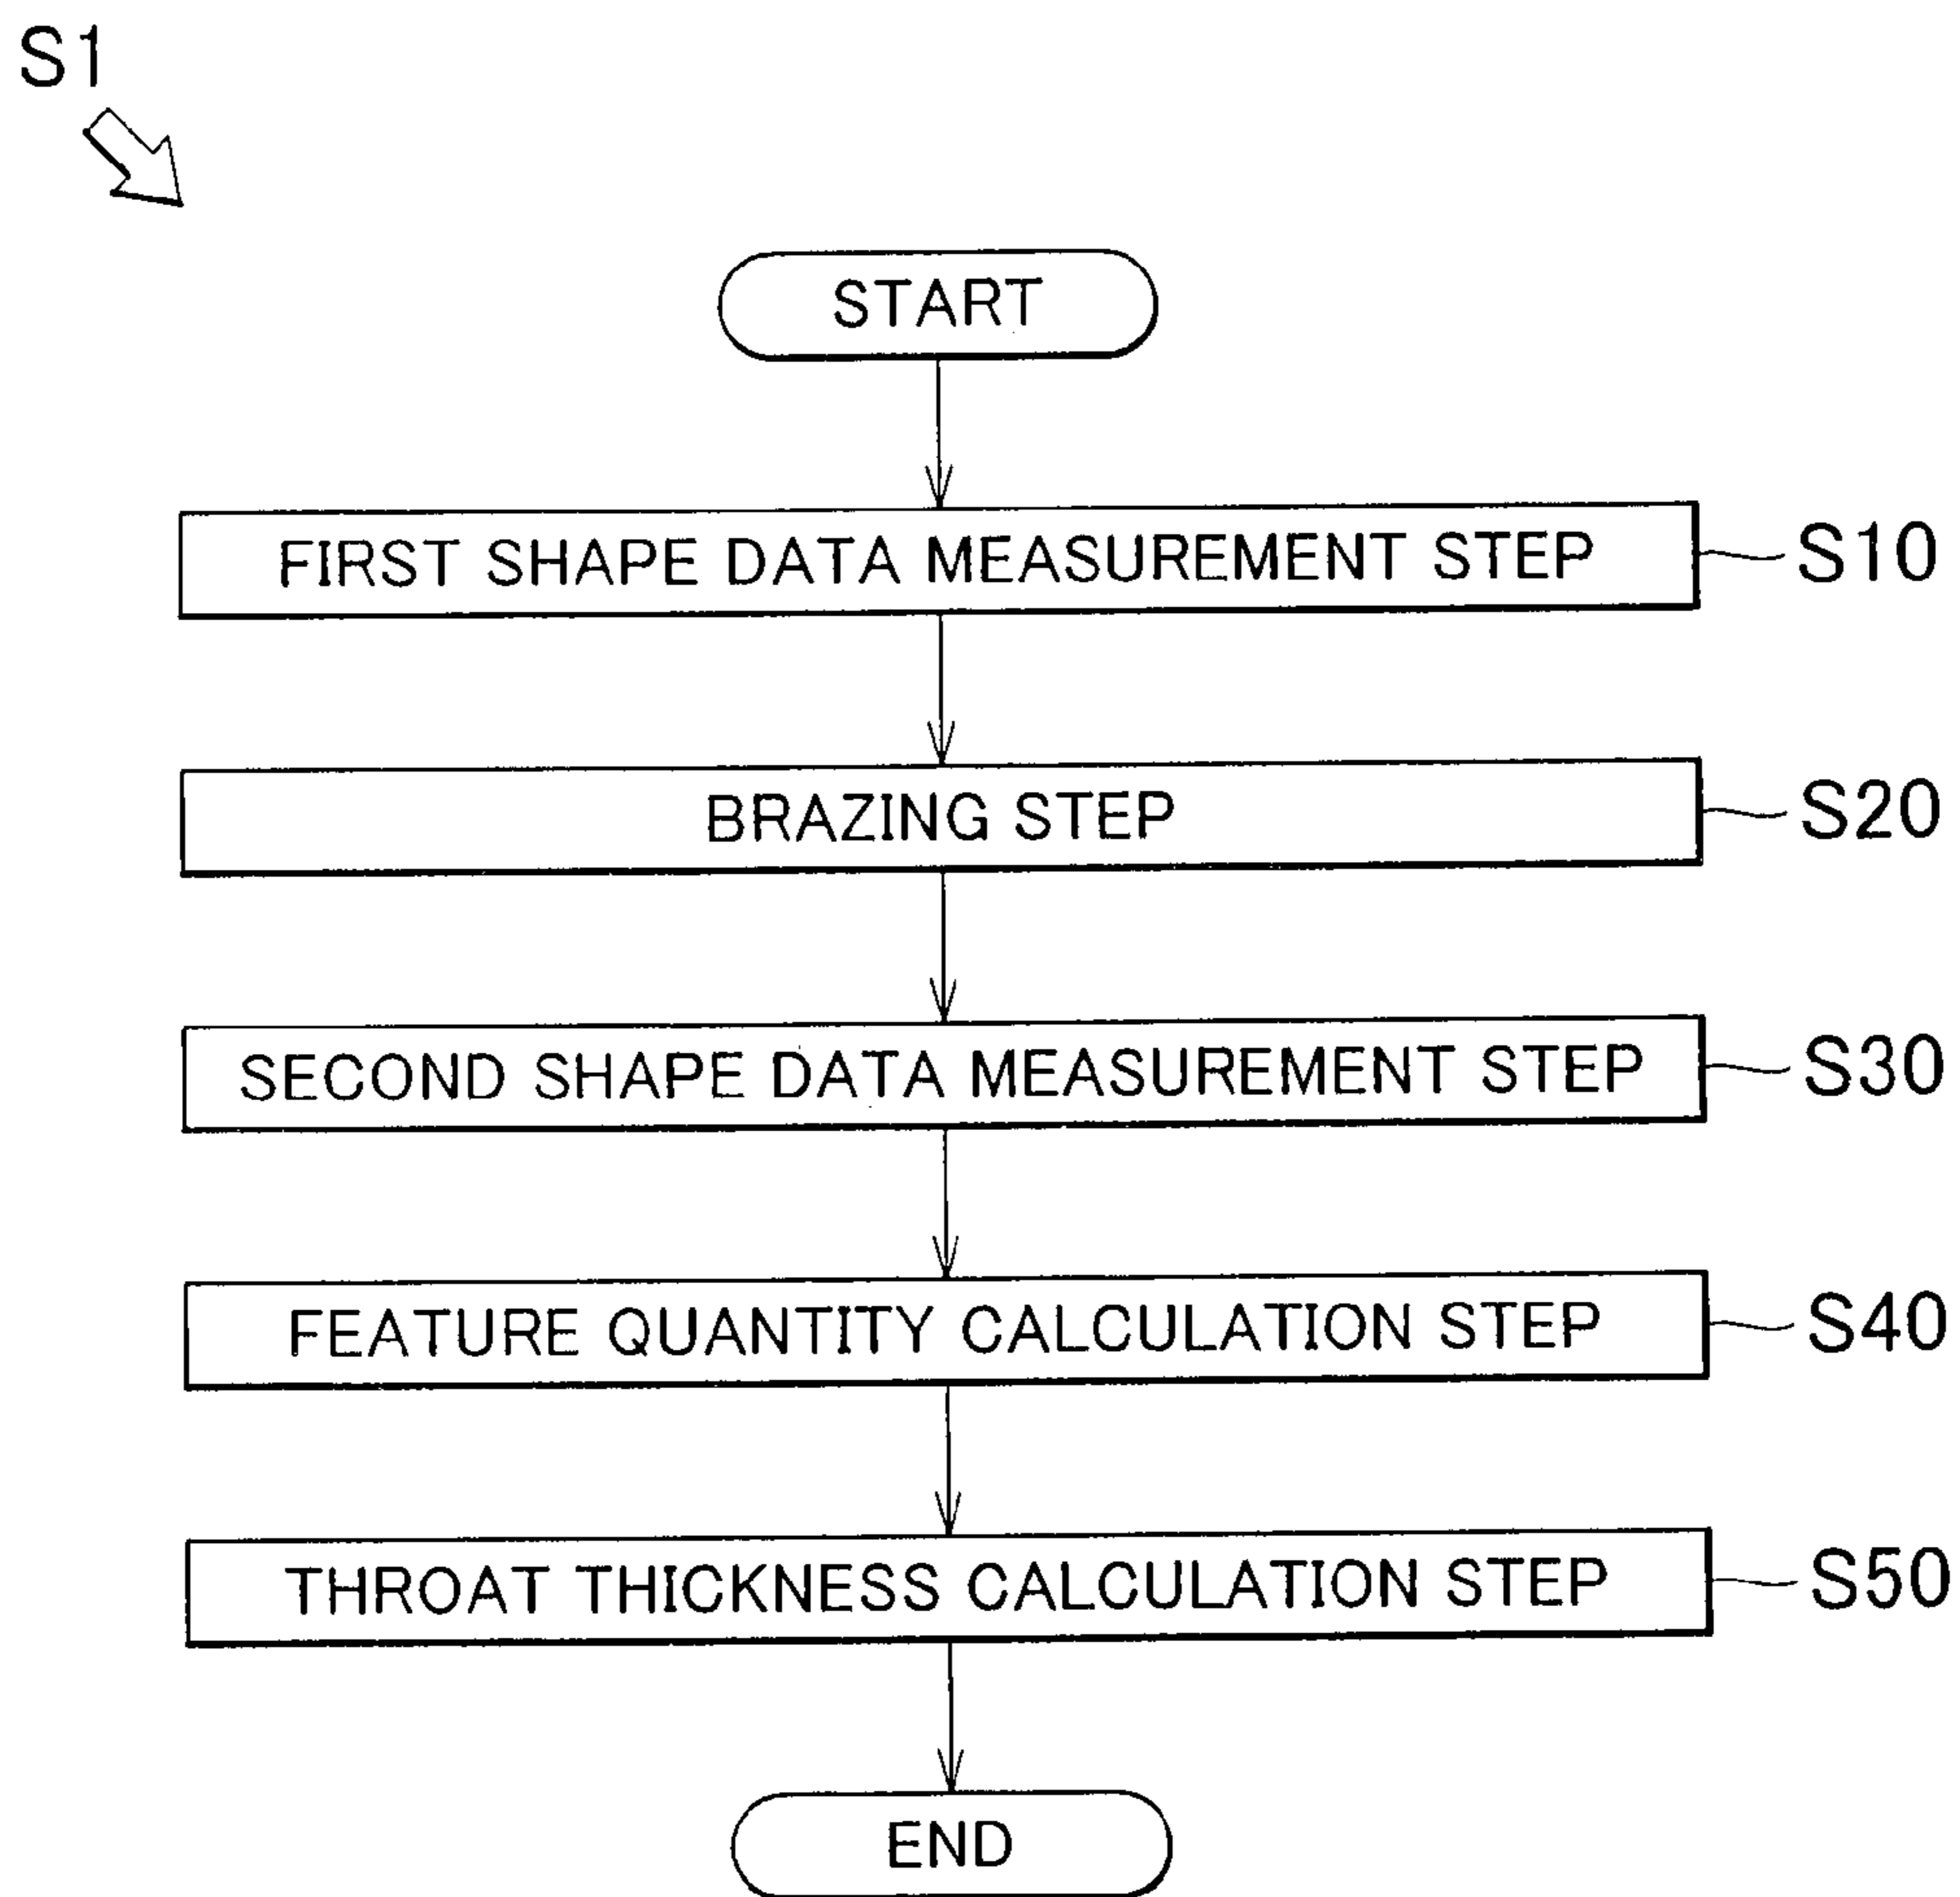 S1
START
FIRST SHAPE DATA MEASUREMENT STEP S10
BRAZING STEP S20
SECOND SHAPE DATA MEASUREMENT STEP S30
FEATURE QUANTITY CALCULATION STEP S40
THROAT THICKNESS CALCULATION STEP S50
END